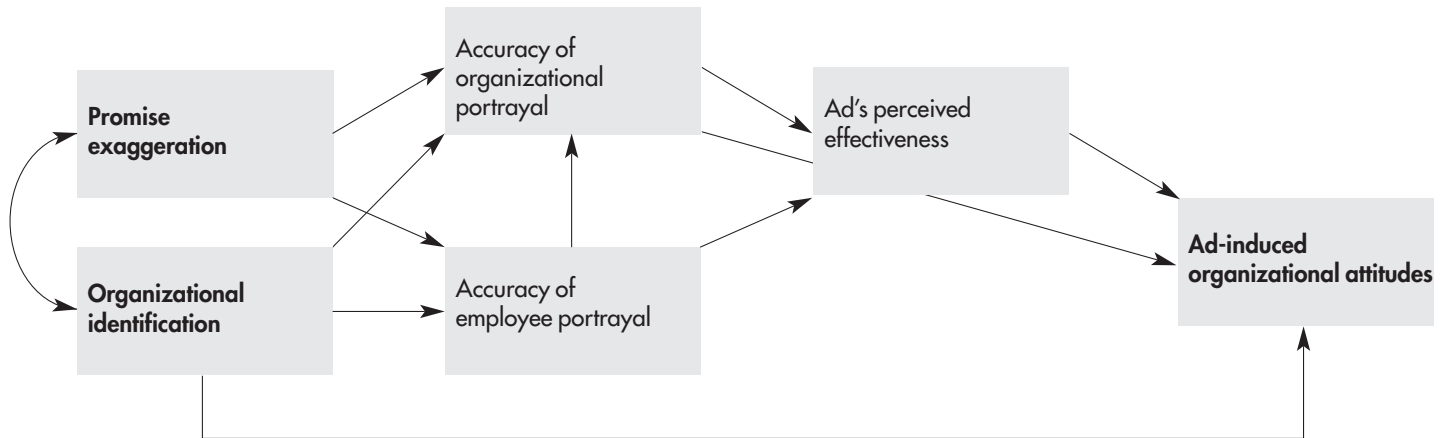 Promise
exaggeration
Organizational
identification
Accuracy of
organizational
portrayal
Accuracy of
employee portrayal
Ad's perceived
effectiveness
Ad-induced
organizational attitudes